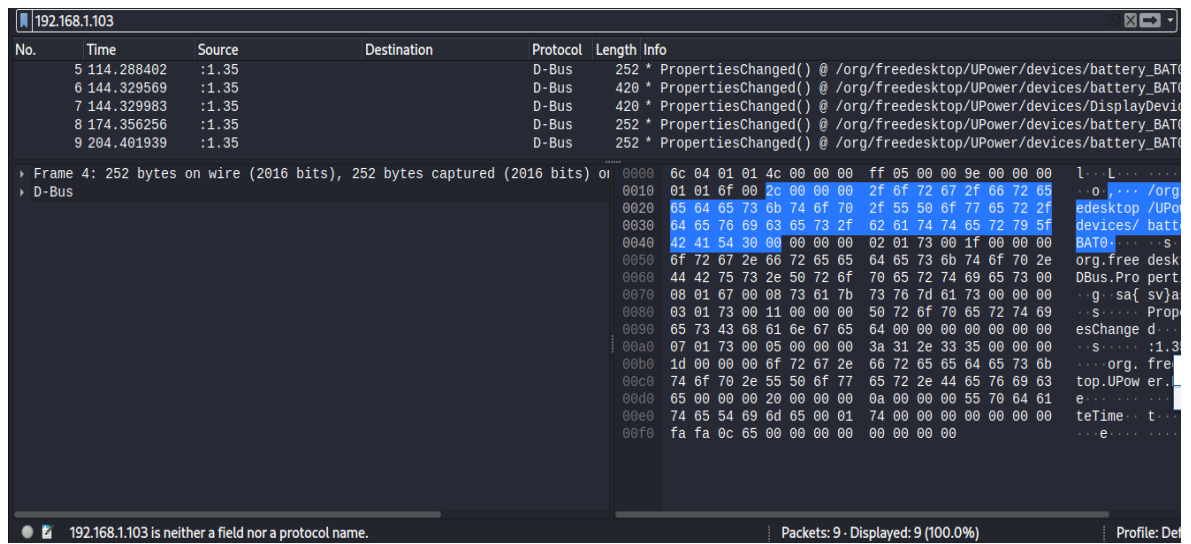 192.168.1.103
No. Time Source Destination Protocol Length Info
5 114.288402 :1.35 D-Bus 252 * PropertiesChanged() @ /org/freedesktop/UPower/devices/battery_BAT0
6 144.329569 :1.35 D-Bus 420 * PropertiesChanged() @ /org/freedesktop/UPower/devices/battery_BAT0
7 144.329983 :1.35 D-Bus 420 * PropertiesChanged() @ /org/freedesktop/UPower/devices/DisplayDevic
8 174.356256 :1.35 D-Bus 252 * PropertiesChanged() @ /org/freedesktop/UPower/devices/battery_BAT0
9 204.401939 :1.35 D-Bus 252 * PropertiesChanged() @ /org/freedesktop/UPower/devices/battery_BAT0
Frame 4: 252 bytes on wire (2016 bits), 252 bytes captured (2016 bits) on
D-Bus
0000 6c 04 01 01 4c 00 00 00 ff 05 00 00 9e 00 00 00 l···L··· ····
0010 01 01 6f 00 2c 00 00 00 2f 6f 72 67 2f 66 72 65 ··o·,··· /org
0020 65 64 65 73 6b 74 6f 70 2f 55 50 6f 77 65 72 2f edesktop /UPow
0030 64 65 76 69 63 65 73 2f 62 61 74 74 65 72 79 5f devices/ batte
0040 42 41 54 30 00 00 00 00 02 01 73 00 1f 00 00 00 BAT0···· ··s·
0050 6f 72 67 2e 66 72 65 65 64 65 73 6b 74 6f 70 2e org.free deskt
0060 44 42 75 73 2e 50 72 6f 70 65 72 74 69 65 73 00 DBus.Pro perti
0070 08 01 67 00 08 73 61 7b 73 76 7d 61 73 00 00 00 ··g··sa{ sv}as
0080 03 01 73 00 11 00 00 00 50 72 6f 70 65 72 74 69 ··s····· Prope
0090 65 73 43 68 61 6e 67 65 64 00 00 00 00 00 00 00 esChange d···
00a0 07 01 73 00 05 00 00 00 3a 31 2e 33 35 00 00 00 ··s····· :1.35
00b0 1d 00 00 00 6f 72 67 2e 66 72 65 65 64 65 73 6b ····org. free
00c0 74 6f 70 2e 55 50 6f 77 65 72 2e 44 65 76 69 63 top.UPow er.
00d0 65 00 00 00 20 00 00 00 0a 00 00 00 55 70 64 61 e··· ··· ····
00e0 74 65 54 69 6d 65 00 01 74 00 00 00 00 00 00 00 teTime·· t···
00f0 fa fa 0c 65 00 00 00 00 00 00 00 00 ···e···· ····
192.168.1.103 is neither a field nor a protocol name. Packets: 9 · Displayed: 9 (100.0%) Profile: Def